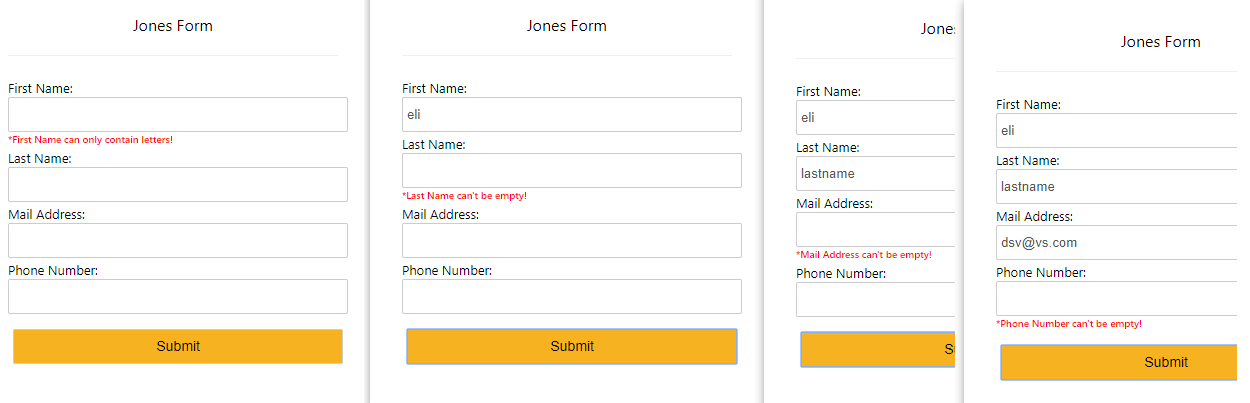 Jones Form
First Name:
*First Name can only contain letters!
Last Name:
Mail Address:
Phone Number:
Submit
Jones Form
First Name:
eli
Last Name:
*Last Name can't be empty!
Mail Address:
Phone Number:
Submit
Jones
First Name:
eli
Last Name:
lastname
Mail Address:
*Mail Address can't be empty!
Phone Number:
S
Jones Form
First Name:
eli
Last Name:
lastname
Mail Address:
dsv@vs.com
Phone Number:
*Phone Number can't be empty!
Submit